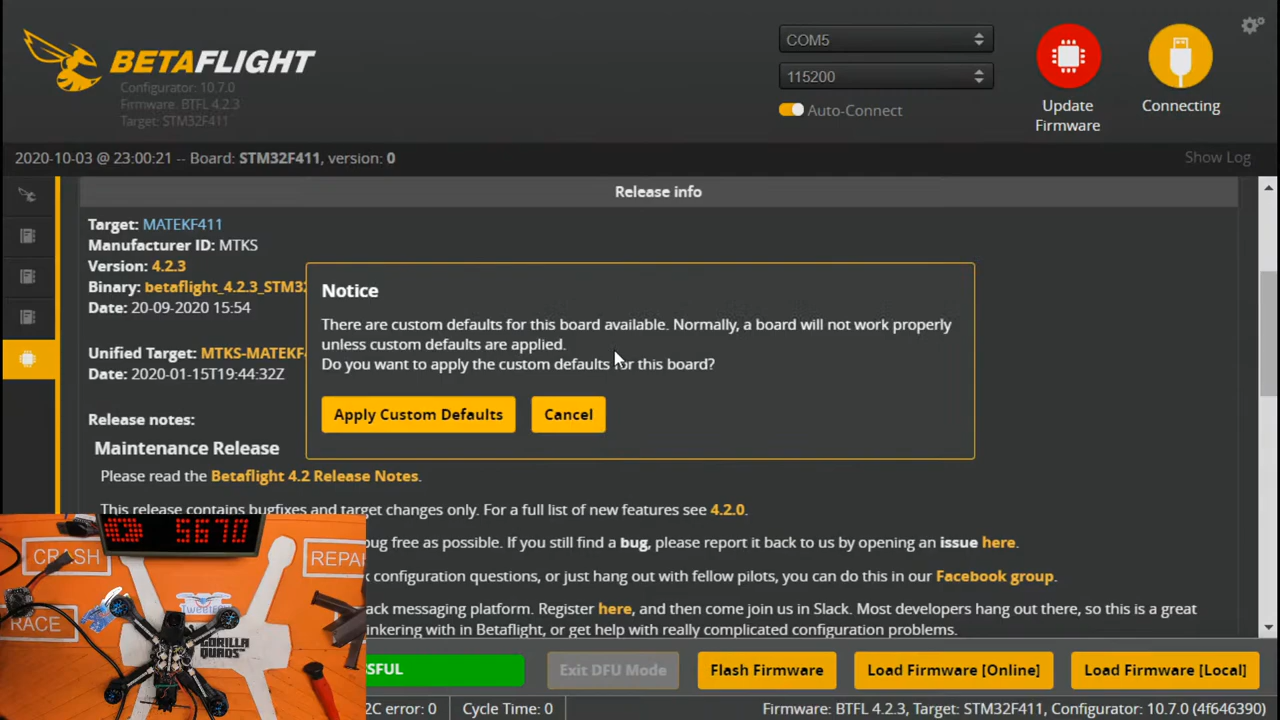 BETAFLIGHT
Configurator: 10.7.0
Firmware: BTFL 4.2.3
Target: STM32F411
COM5
115200
Auto-Connect
Update
Firmware
Connecting
2020-10-03 @ 23:00:21 -- Board: STM32F411, version: 0
Show Log
Release info
Target: MATEKF411
Manufacturer ID: MTKS
Version: 4.2.3
Binary: betaflight_4.2.3_STM32
Date: 20-09-2020 15:54
Unified Target: MTKS-MATEKF
Date: 2020-01-15T19:44:32Z
Release notes:
Maintenance Release
Please read the Betaflight 4.2 Release Notes.
This release contains bugfixes and target changes only. For a full list of new features see 4.2.0.
bug free as possible. If you still find a bug, please report it back to us by opening an issue here.
configuration questions, or just hang out with fellow pilots, you can do this in our Facebook group.
ack messaging platform. Register here, and then come join us in Slack. Most developers hang out there, so this is a great
tinkering with in Betaflight, or get help with really complicated configuration problems.
Notice
There are custom defaults for this board available. Normally, a board will not work properly
unless custom defaults are applied.
Do you want to apply the custom defaults for this board?
Apply Custom Defaults
Cancel
SSFUL
Exit DFU Mode
Flash Firmware
Load Firmware [Online]
Load Firmware [Local]
2C error: 0
Cycle Time: 0
Firmware: BTFL 4.2.3, Target: STM32F411, Configurator: 10.7.0 (4f646390)
5670
CRASH
REPAI
RACE
GORILLA
QUADS